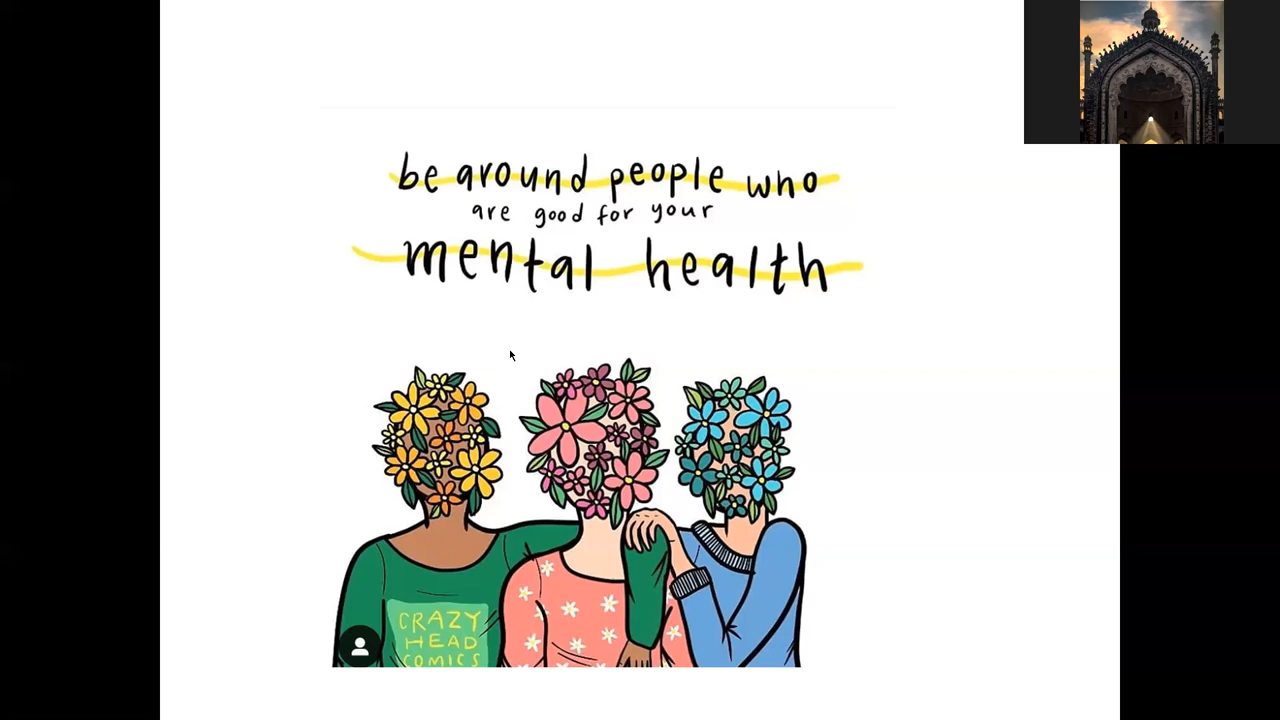 be around people who
are good for your
mental health
CRAZY
HEAD
COMICS